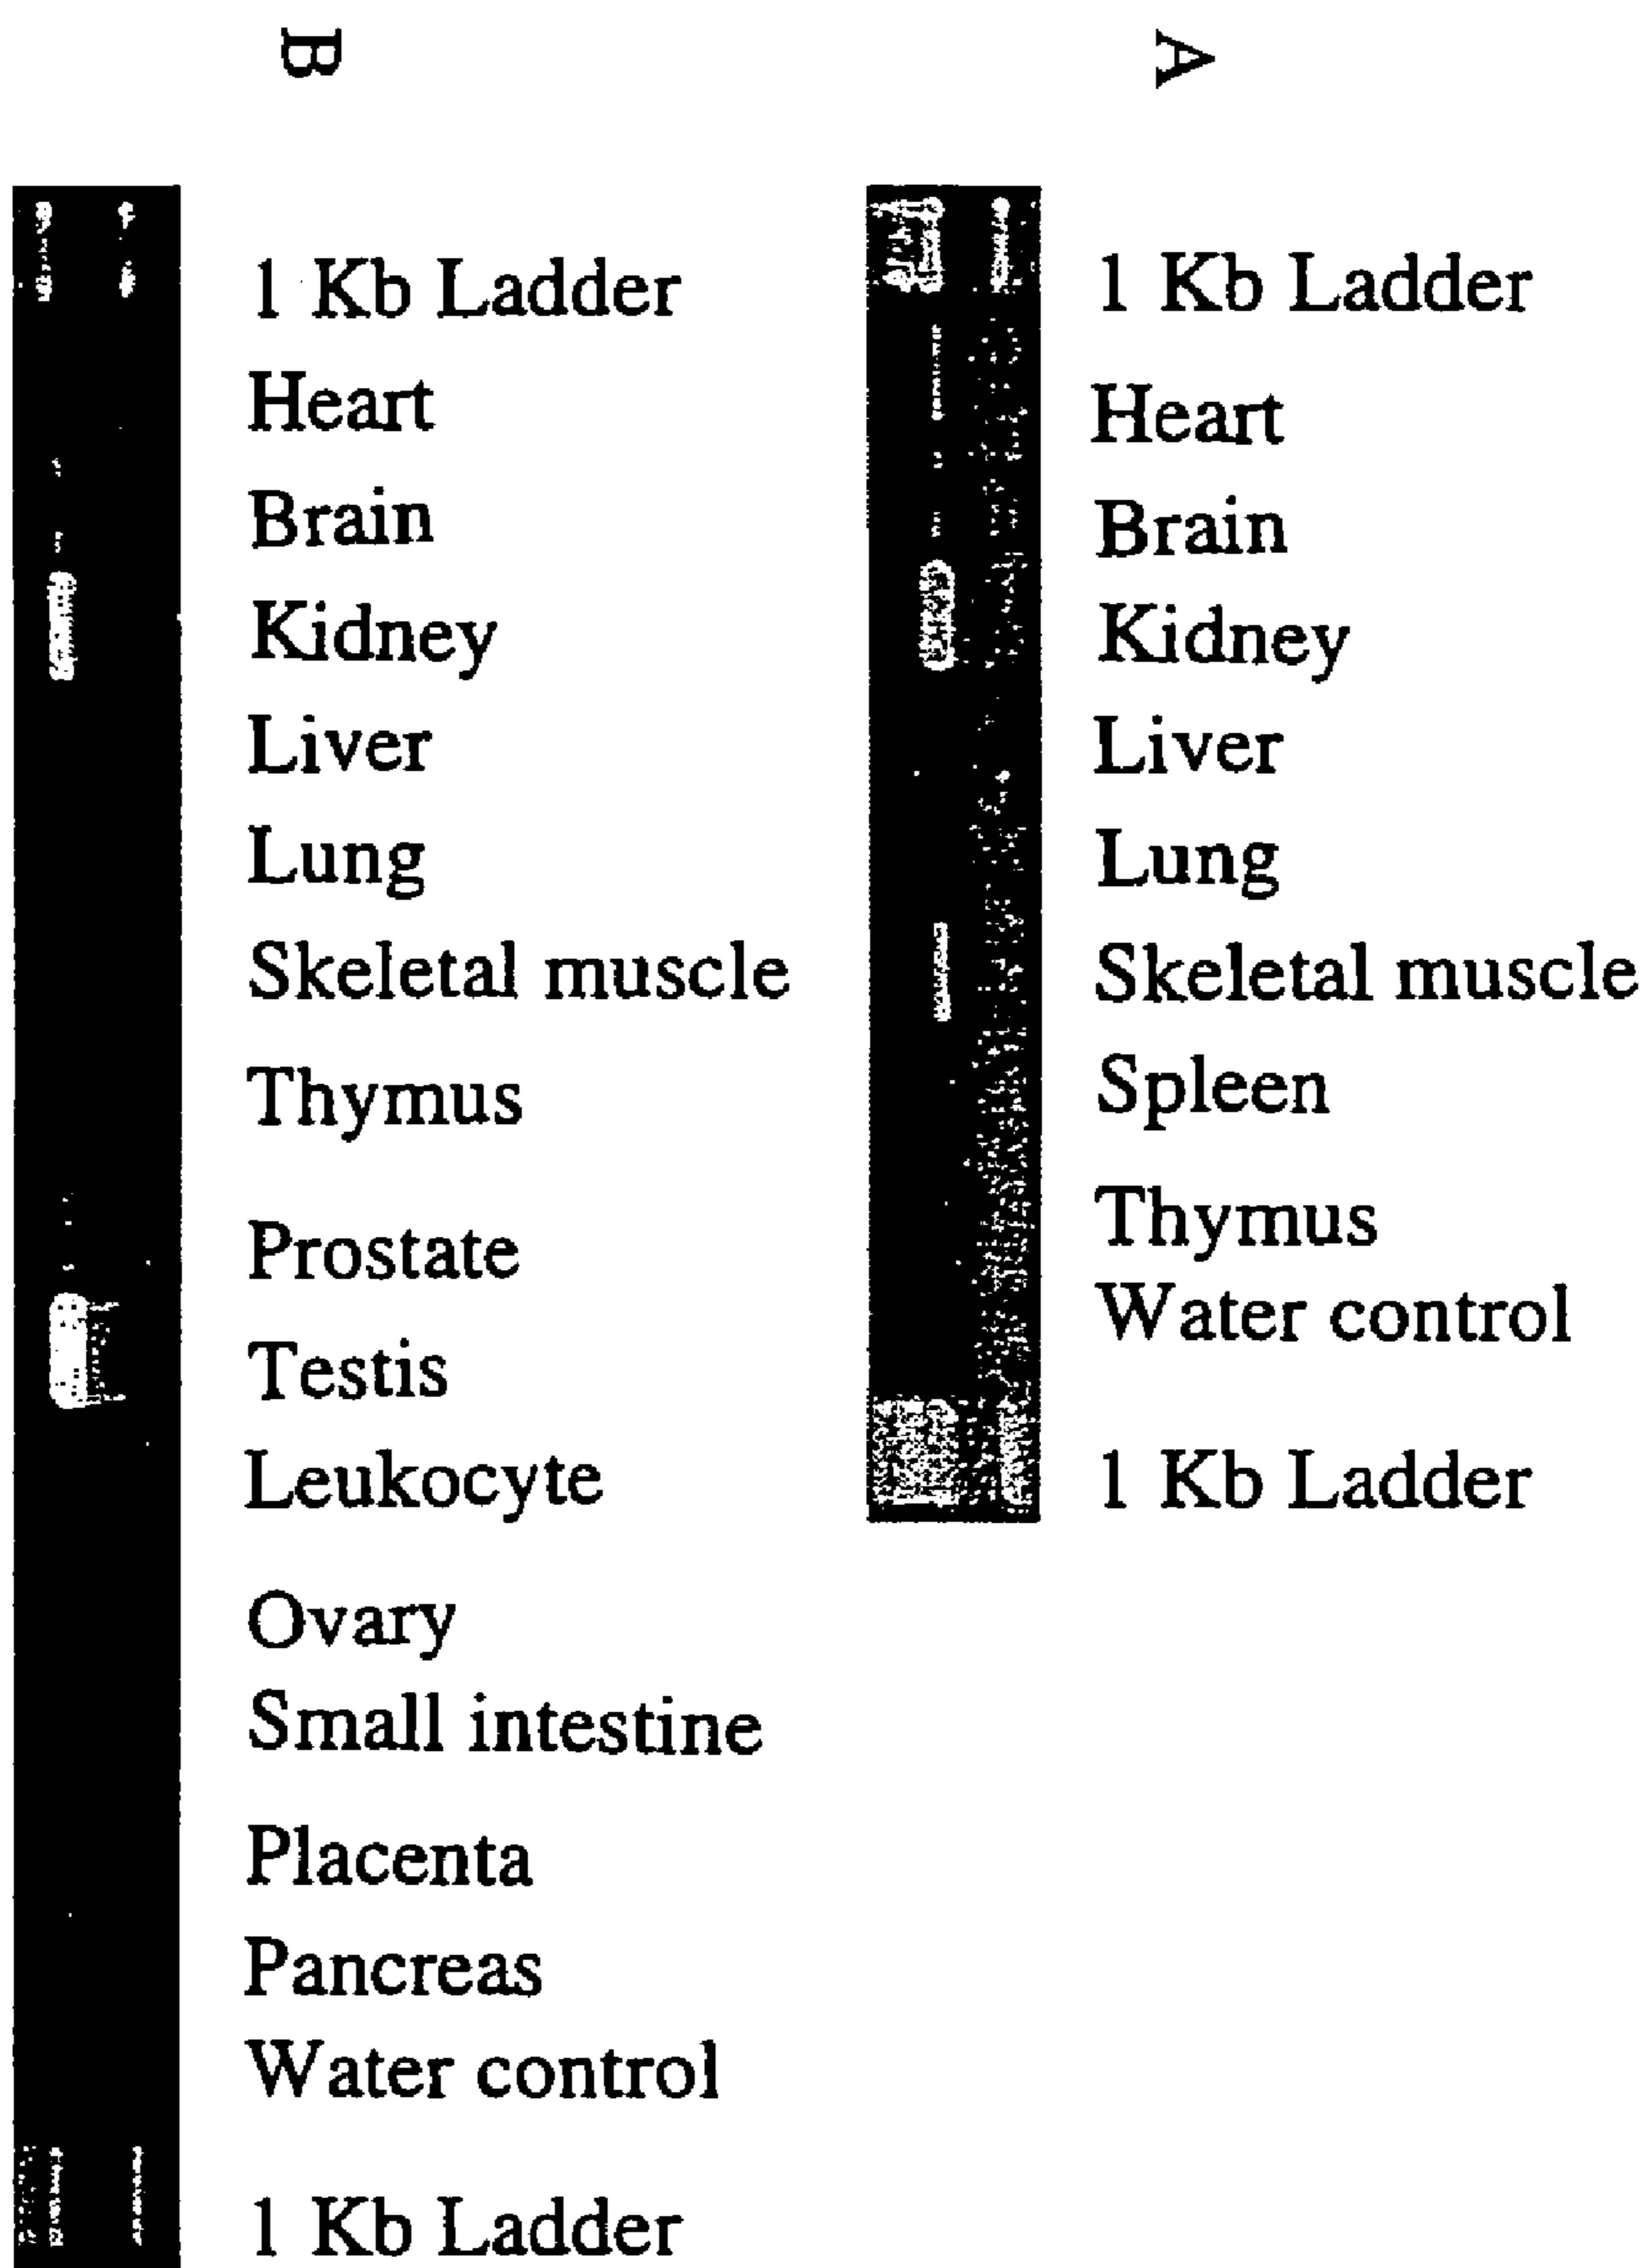 A
1 Kb Ladder
Heart
Brain
Kidney
Liver
Lung
Skeletal muscle
Spleen
Thymus
Water control
1 Kb Ladder
B
1 Kb Ladder
Heart
Brain
Kidney
Liver
Lung
Skeletal muscle
Thymus
Prostate
Testis
Leukocyte
Ovary
Small intestine
Placenta
Pancreas
Water control
1 Kb Ladder